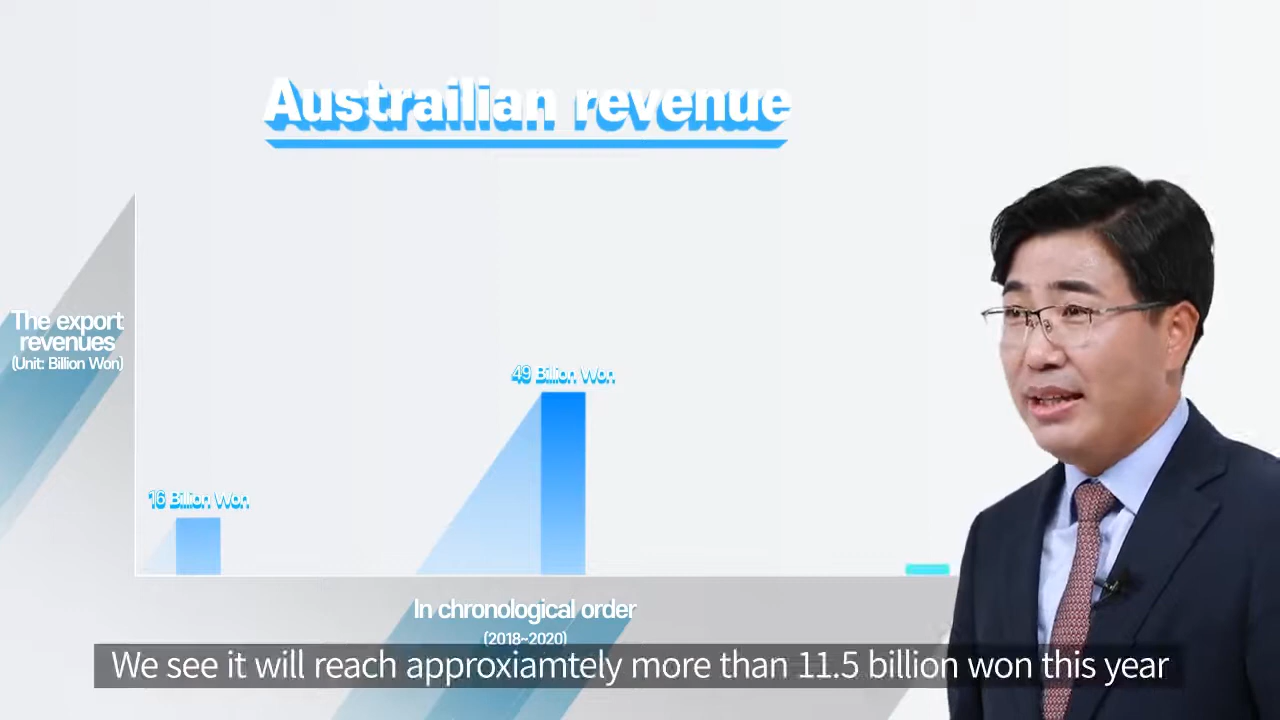 Austrailian revenue
The export
revenues
(Unit: Billion Won)
49 Billion Won
16 Billion Won
In chronological order
(2018~2020)
We see it will reach approxiamtely more than 11.5 billion won this year